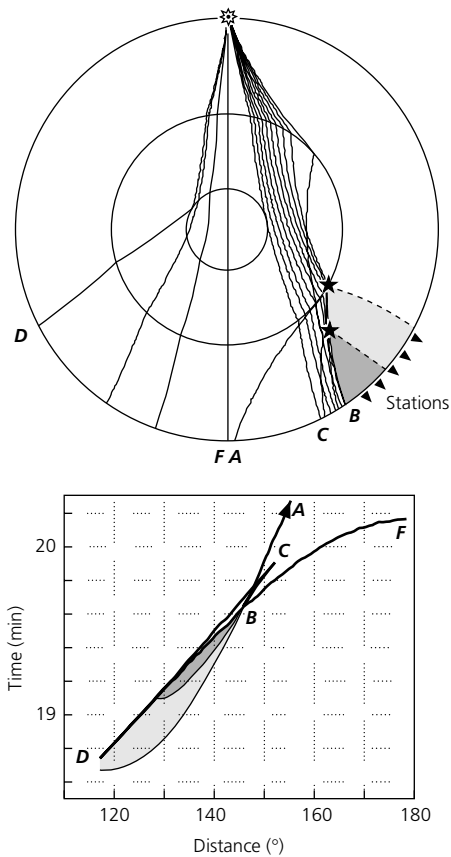 D
F A
C
B
Stations
A
20
C
F
B
Time (min)
19
D
120 140 160 180
Distance (°)